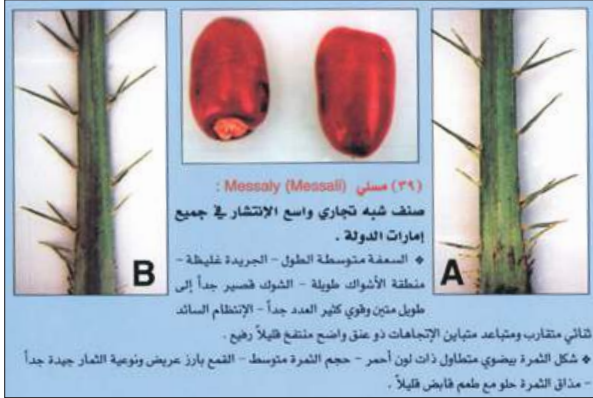 B
A
(٣٩) مسلي Messaly (Messali) :
صنف شبه تجاري واسع الإنتشار في جميع
إمارات الدولة .
❖ السعفة متوسطة الطول – الجريدة غليظة –
منطقة الأشواك طويلة – الشوك قصير جداً إلى
طويل متين وقوي كثير العدد جداً – الإنتظام السائد
ثنائي متقارب ومتباعد متباين الإتجاهات ذو عنق واضح منتفخ قليلاً رفيع .
❖ شكل الثمرة بيضوي متطاول ذات لون أحمر – حجم الثمرة متوسط – القمع بارز عريض ونوعية الثمار جيدة جداً
– مذاق الثمرة حلو مع طعم قابض قليلاً .